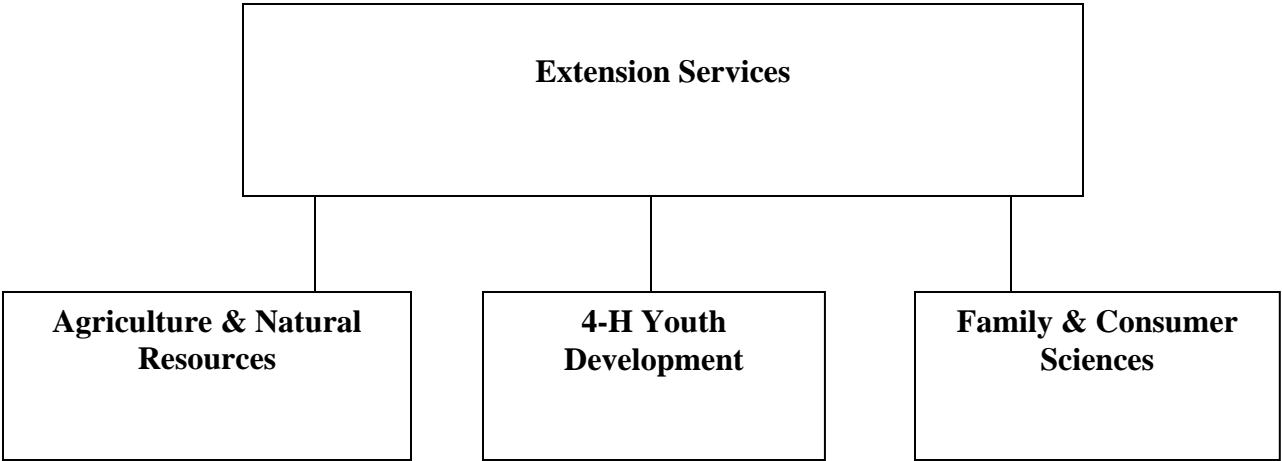 Extension Services
Agriculture & Natural
Resources
4-H Youth
Development
Family & Consumer
Sciences